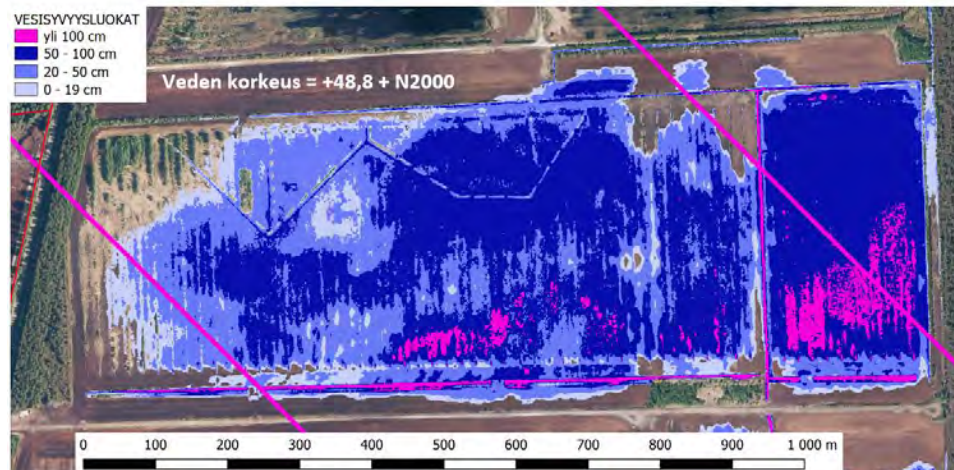 VESISYVYYSLUOKAT
yli 100 cm
50 - 100 cm
20 - 50 cm
0 - 19 cm
Veden korkeus = +48,8 + N2000
0 100 200 300 400 500 600 700 800 900 1 000 m